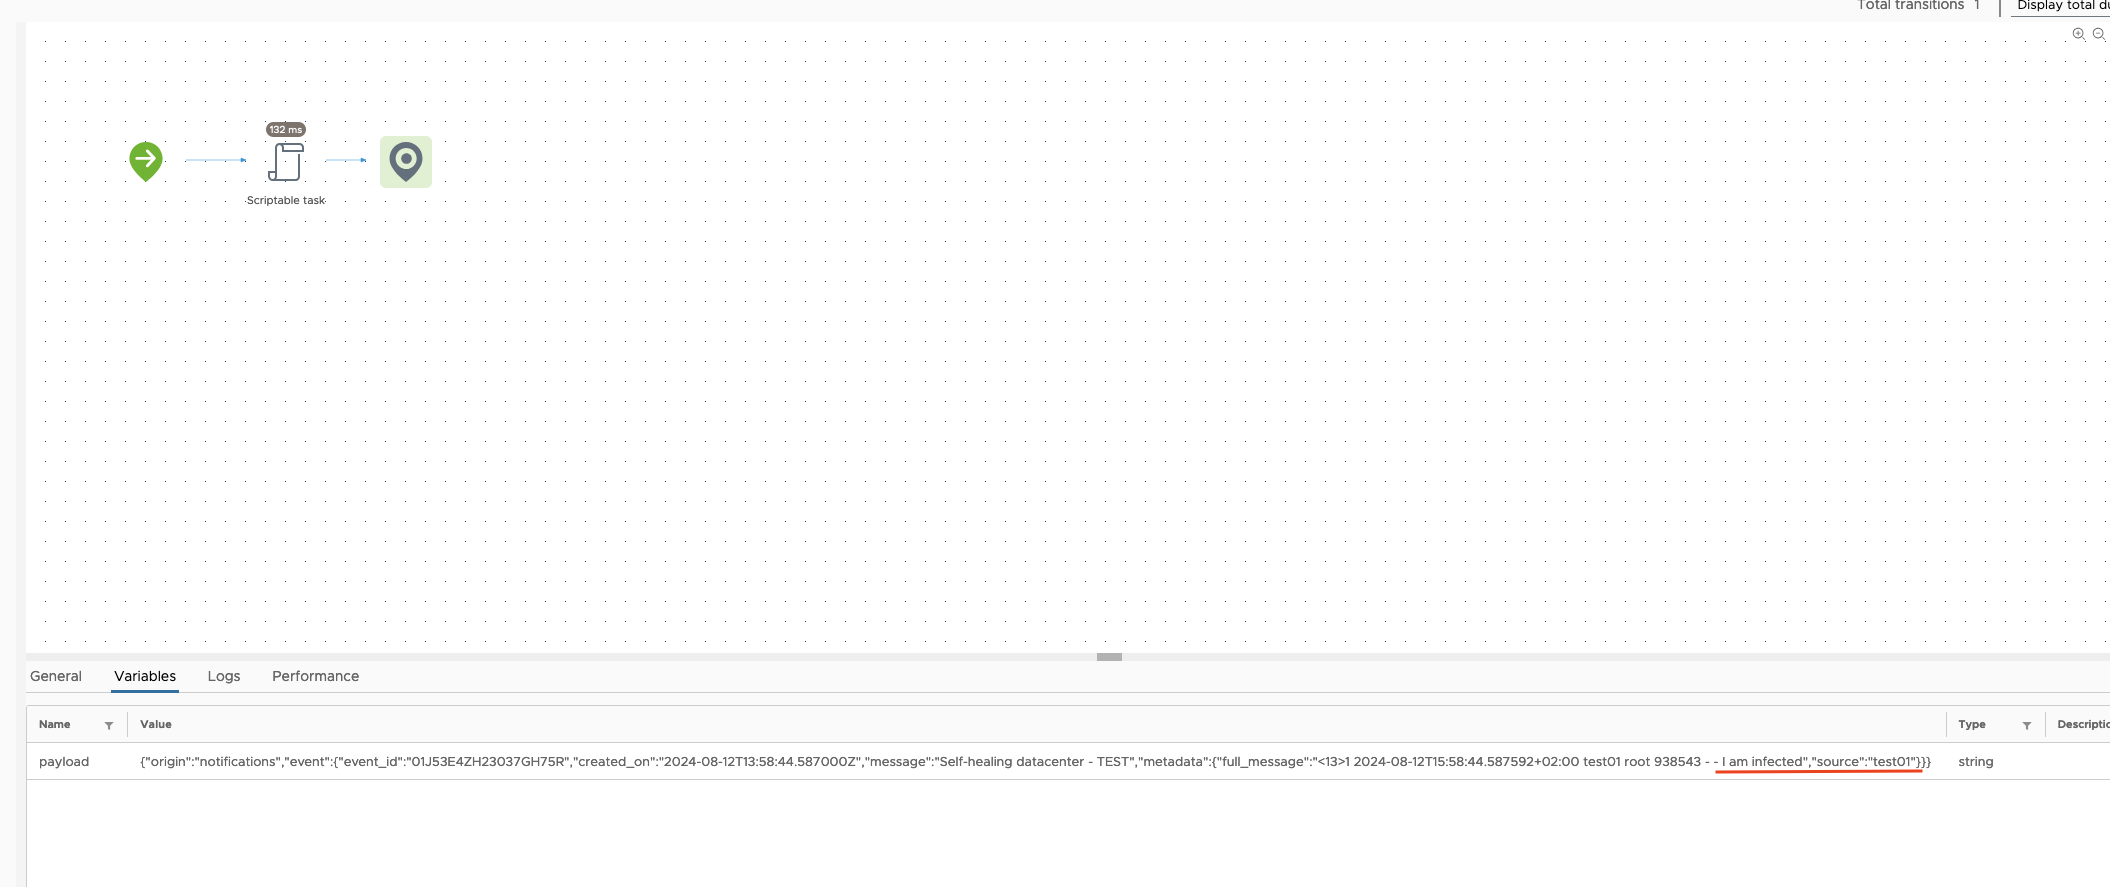 Total transitions 1
Display total du
132 ms
Scriptable task
General Variables Logs Performance
Name Value Type Descriptio
payload {"origin":"notifications","event":{"event_id":"01J53E4ZH23037GH75R","created_on":"2024-08-12T13:58:44.587000Z","message":"Self-healing datacenter - TEST","metadata":{"full_message":"<13>1 2024-08-12T15:58:44.587592+02:00 test01 root 938543 - - I am infected","source":"test01"}}} string